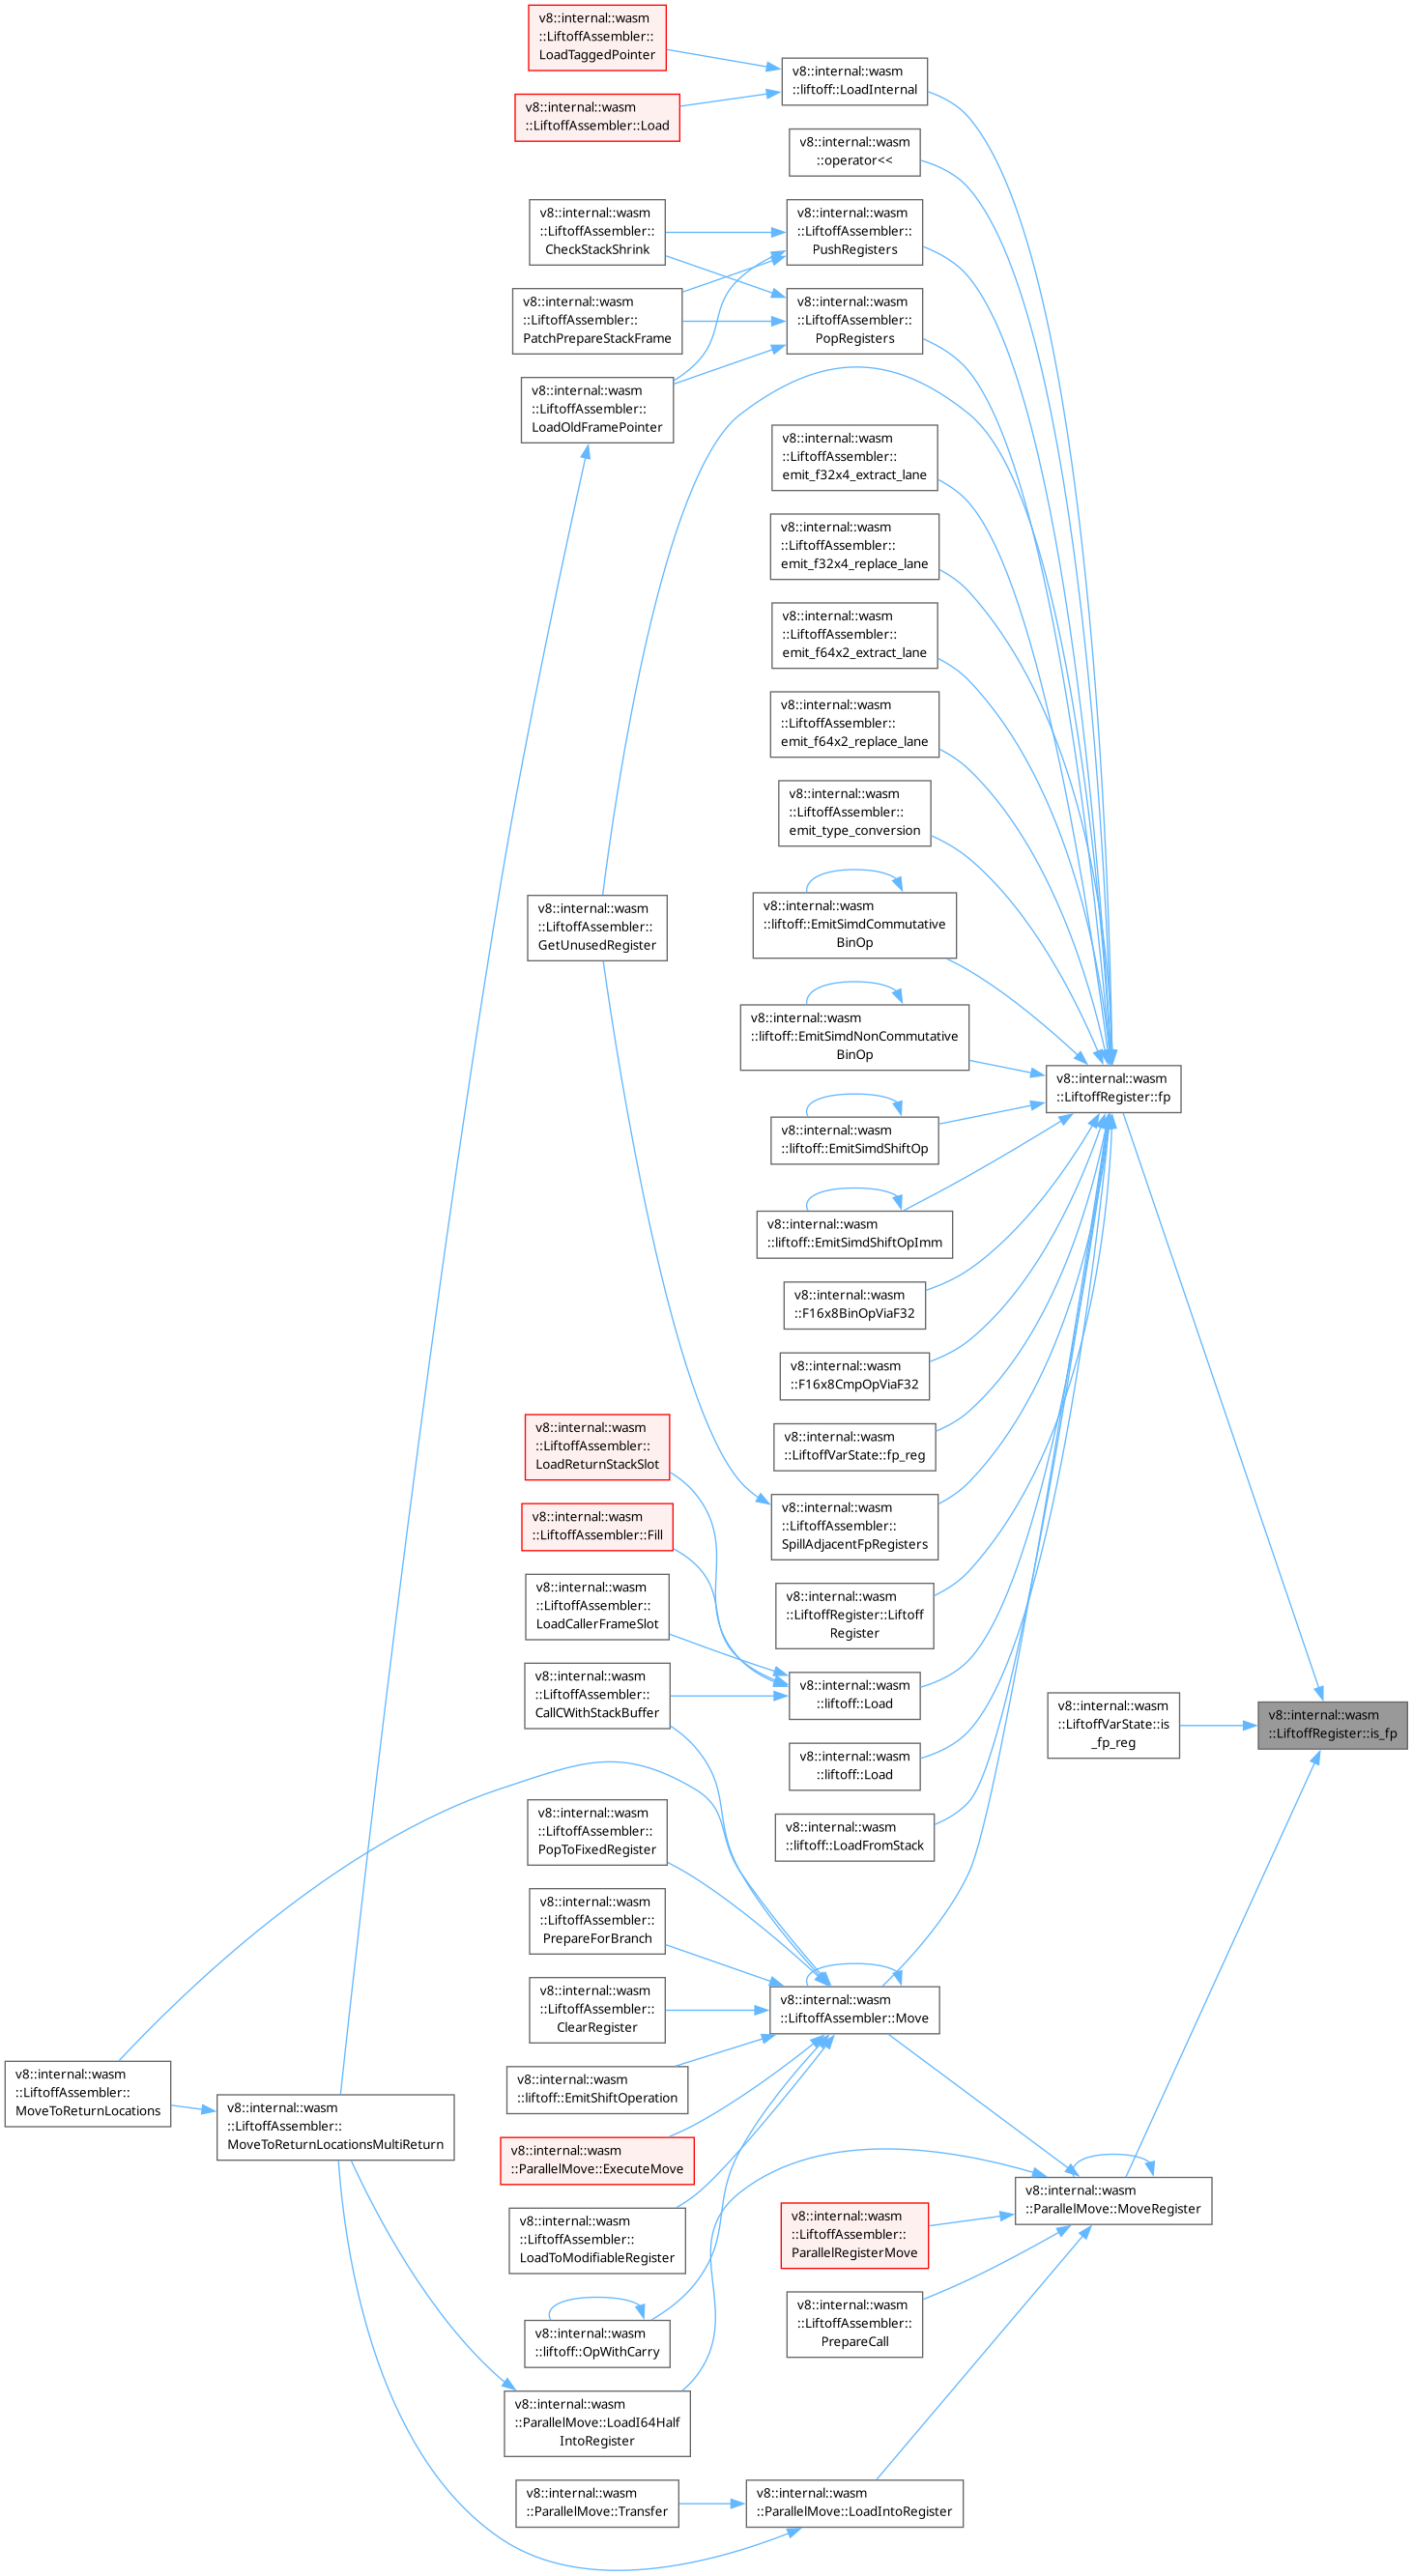 v8::internal::wasm
::LiftoffAssembler::
LoadTaggedPointer
v8::internal::wasm
::liftoff::LoadInternal
v8::internal::wasm
::LiftoffAssembler::Load
v8::internal::wasm
::operator<<
v8::internal::wasm
::LiftoffAssembler::
CheckStackShrink
v8::internal::wasm
::LiftoffAssembler::
PushRegisters
v8::internal::wasm
::LiftoffAssembler::
PatchPrepareStackFrame
v8::internal::wasm
::LiftoffAssembler::
PopRegisters
v8::internal::wasm
::LiftoffAssembler::
LoadOldFramePointer
v8::internal::wasm
::LiftoffAssembler::
emit_f32x4_extract_lane
v8::internal::wasm
::LiftoffAssembler::
emit_f32x4_replace_lane
v8::internal::wasm
::LiftoffAssembler::
emit_f64x2_extract_lane
v8::internal::wasm
::LiftoffAssembler::
emit_f64x2_replace_lane
v8::internal::wasm
::LiftoffAssembler::
emit_type_conversion
v8::internal::wasm
::LiftoffAssembler::
GetUnusedRegister
v8::internal::wasm
::liftoff::EmitSimdCommutative
BinOp
v8::internal::wasm
::liftoff::EmitSimdNonCommutative
BinOp
v8::internal::wasm
::LiftoffRegister::fp
v8::internal::wasm
::liftoff::EmitSimdShiftOp
v8::internal::wasm
::liftoff::EmitSimdShiftOpImm
v8::internal::wasm
::F16x8BinOpViaF32
v8::internal::wasm
::F16x8CmpOpViaF32
v8::internal::wasm
::LiftoffVarState::fp_reg
v8::internal::wasm
::LiftoffAssembler::
LoadReturnStackSlot
v8::internal::wasm
::LiftoffAssembler::Fill
v8::internal::wasm
::LiftoffAssembler::
SpillAdjacentFpRegisters
v8::internal::wasm
::LiftoffAssembler::
LoadCallerFrameSlot
v8::internal::wasm
::LiftoffRegister::Liftoff
Register
v8::internal::wasm
::LiftoffAssembler::
CallCWithStackBuffer
v8::internal::wasm
::liftoff::Load
v8::internal::wasm
::LiftoffVarState::is
_fp_reg
v8::internal::wasm
::LiftoffRegister::is_fp
v8::internal::wasm
::liftoff::Load
v8::internal::wasm
::LiftoffAssembler::
PopToFixedRegister
v8::internal::wasm
::liftoff::LoadFromStack
v8::internal::wasm
::LiftoffAssembler::
PrepareForBranch
v8::internal::wasm
::LiftoffAssembler::
ClearRegister
v8::internal::wasm
::LiftoffAssembler::Move
v8::internal::wasm
::LiftoffAssembler::
MoveToReturnLocations
v8::internal::wasm
::liftoff::EmitShiftOperation
v8::internal::wasm
::LiftoffAssembler::
MoveToReturnLocationsMultiReturn
v8::internal::wasm
::ParallelMove::ExecuteMove
v8::internal::wasm
::ParallelMove::MoveRegister
v8::internal::wasm
::LiftoffAssembler::
LoadToModifiableRegister
v8::internal::wasm
::LiftoffAssembler::
ParallelRegisterMove
v8::internal::wasm
::LiftoffAssembler::
PrepareCall
v8::internal::wasm
::liftoff::OpWithCarry
v8::internal::wasm
::ParallelMove::LoadI64Half
IntoRegister
v8::internal::wasm
::ParallelMove::Transfer
v8::internal::wasm
::ParallelMove::LoadIntoRegister